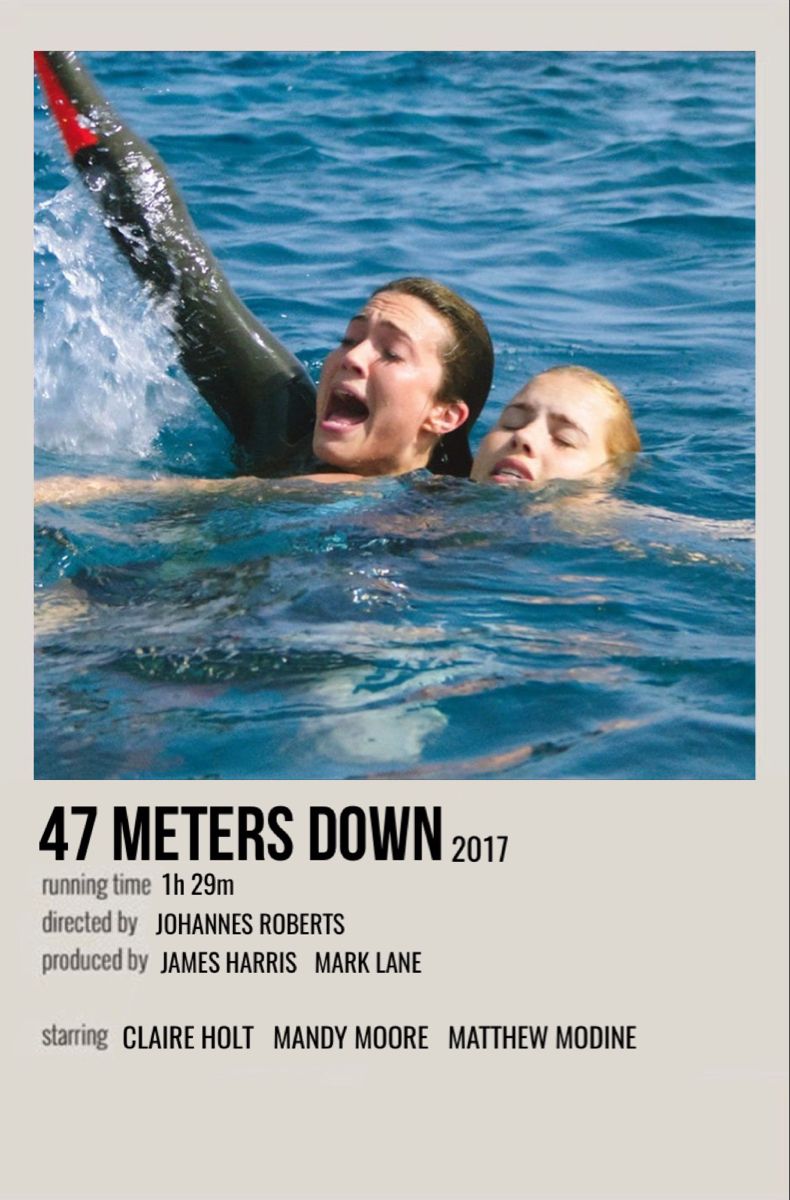 47 METERS DOWN 2017
running time 1h 29m
directed by JOHANNES ROBERTS
produced by JAMES HARRIS MARK LANE
starring CLAIRE HOLT MANDY MOORE MATTHEW MODINE